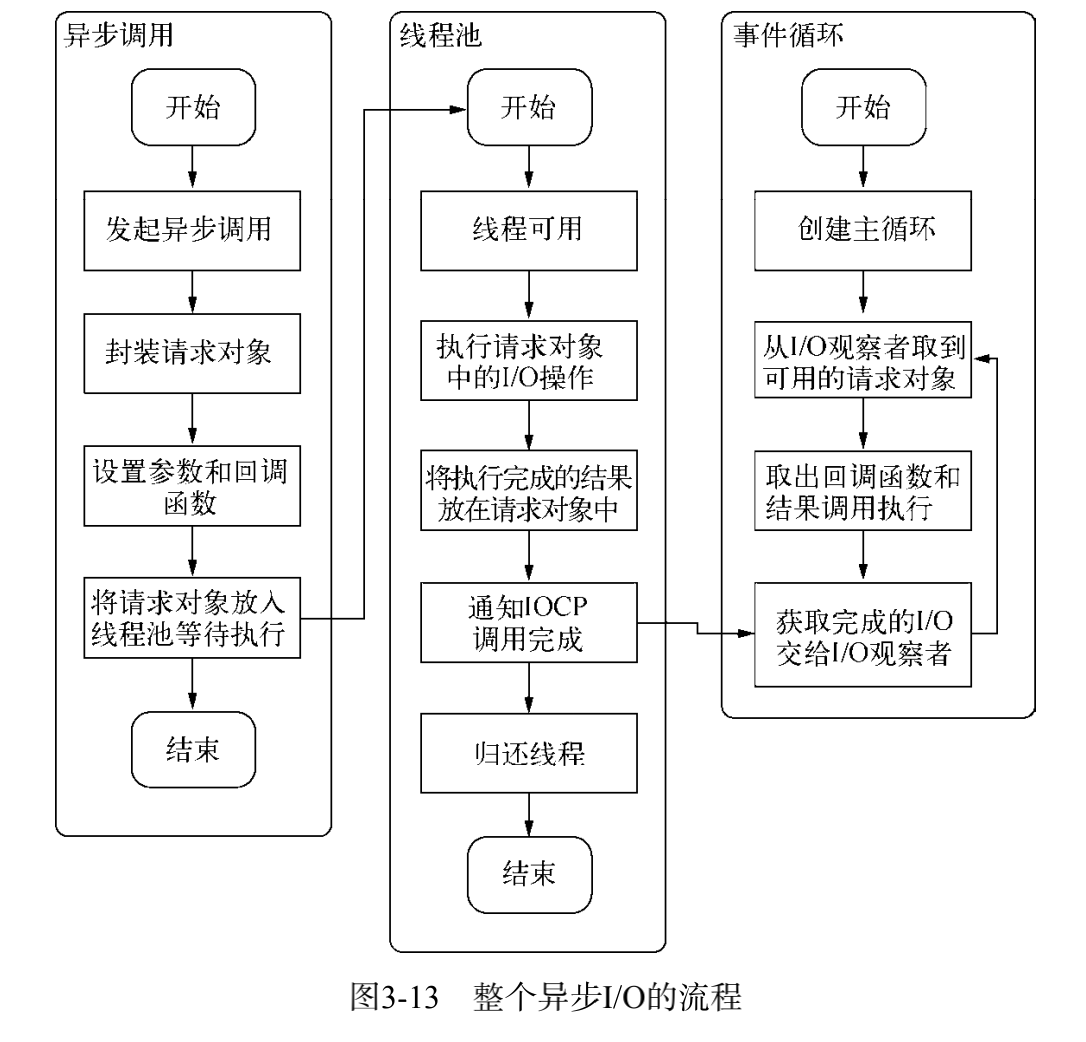 异步调用
开始
发起异步调用
封装请求对象
设置参数和回调
函数
将请求对象放入
线程池等待执行
结束
线程池
开始
线程可用
执行请求对象
中的I/O操作
将执行完成的结果
放在请求对象中
通知IOCP
调用完成
归还线程
结束
事件循环
开始
创建主循环
从I/O观察者取到
可用的请求对象
取出回调函数和
结果调用执行
获取完成的I/O
交给I/O观察者
图3-13 整个异步I/O的流程